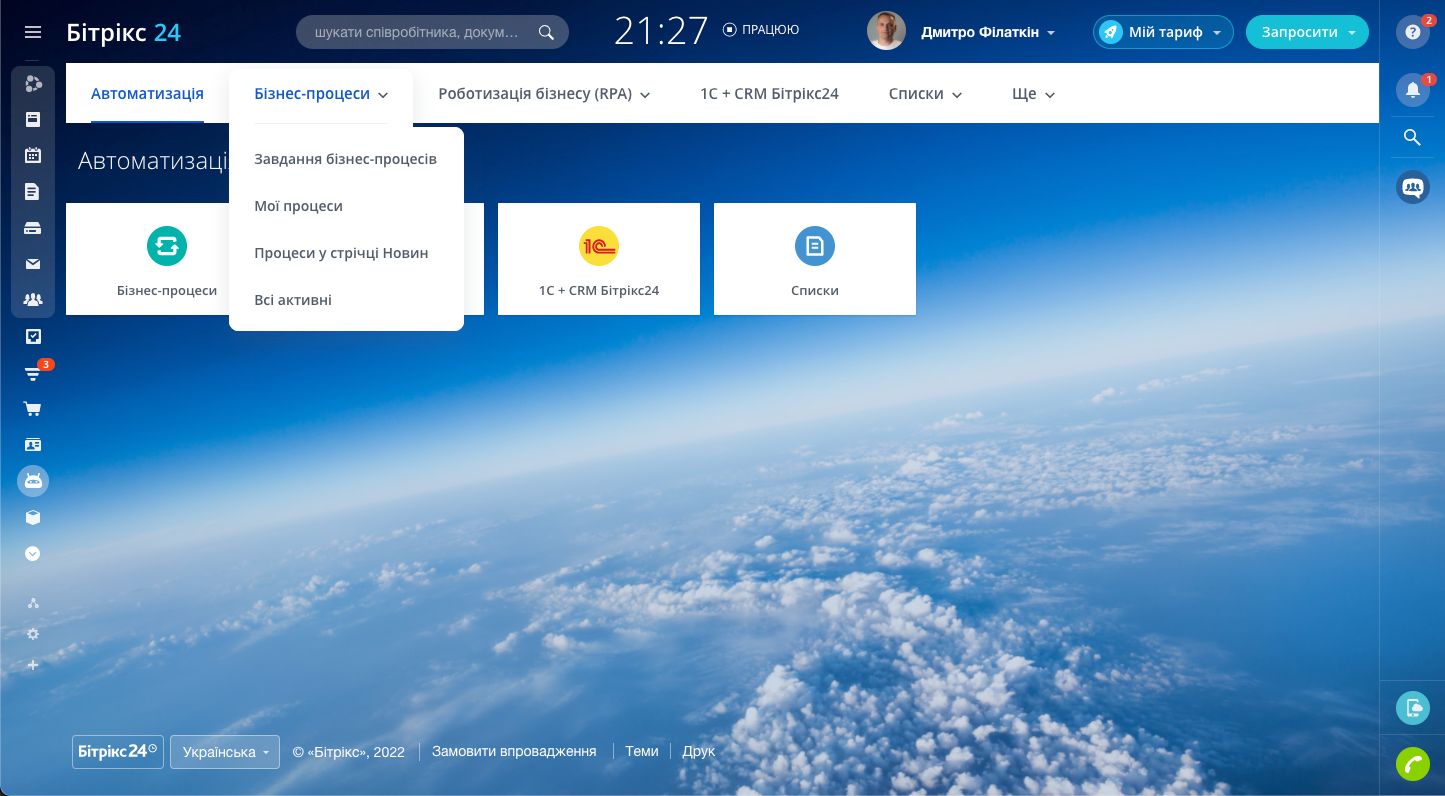 Бітрікс 24
шукати співробітника, докум...
21:27
ПРАЦЮЮ
Дмитро Філаткін
Мій тариф
Запросити
2
Автоматизація
Бізнес-процеси
Роботизація бізнесу (RPA)
1С + CRM Бітрікс24
Списки
Ще
1
Автоматизаці
Завдання бізнес-процесів
Мої процеси
Процеси у стрічці Новин
Всі активні
Бізнес-процеси
1С
1С + CRM Бітрікс24
Списки
3
Бітрікс24
Українська
© «Бітрікс», 2022
Замовити впровадження
Теми
Друк